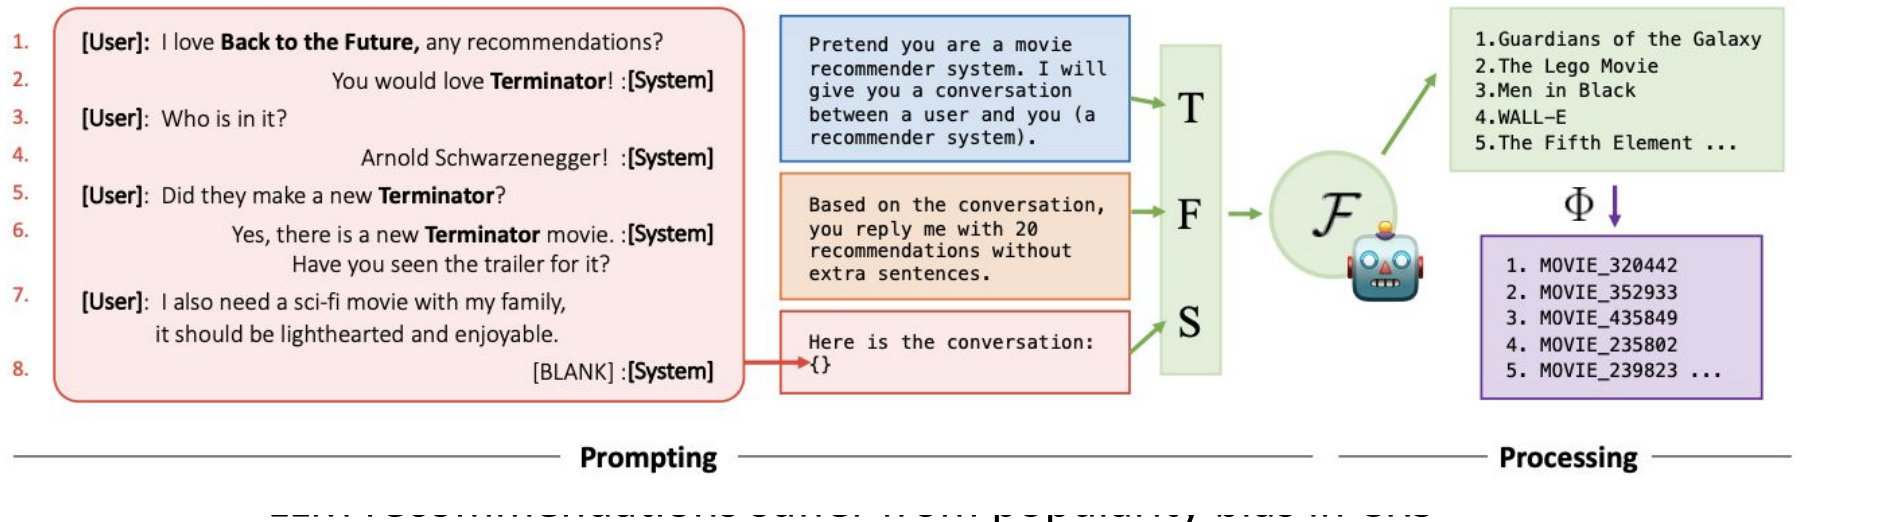 1. [User]: I love Back to the Future, any recommendations?
2. You would love Terminator! :[System]
3. [User]: Who is in it?
4. Arnold Schwarzenegger! :[System]
5. [User]: Did they make a new Terminator?
6. Yes, there is a new Terminator movie. :[System]
Have you seen the trailer for it?
7. [User]: I also need a sci-fi movie with my family,
it should be lighthearted and enjoyable.
8. [BLANK] :[System]
Pretend you are a movie
recommender system. I will
give you a conversation
between a user and you (a
recommender system).
Based on the conversation,
you reply me with 20
recommendations without
extra sentences.
Here is the conversation:
{}
T
F
S
F
1.Guardians of the Galaxy
2.The Lego Movie
3.Men in Black
4.WALL-E
5.The Fifth Element ...
Φ
1. MOVIE_320442
2. MOVIE_352933
3. MOVIE_435849
4. MOVIE_235802
5. MOVIE_239823 ...
Prompting
Processing
recommendations suffer from popularity bias in